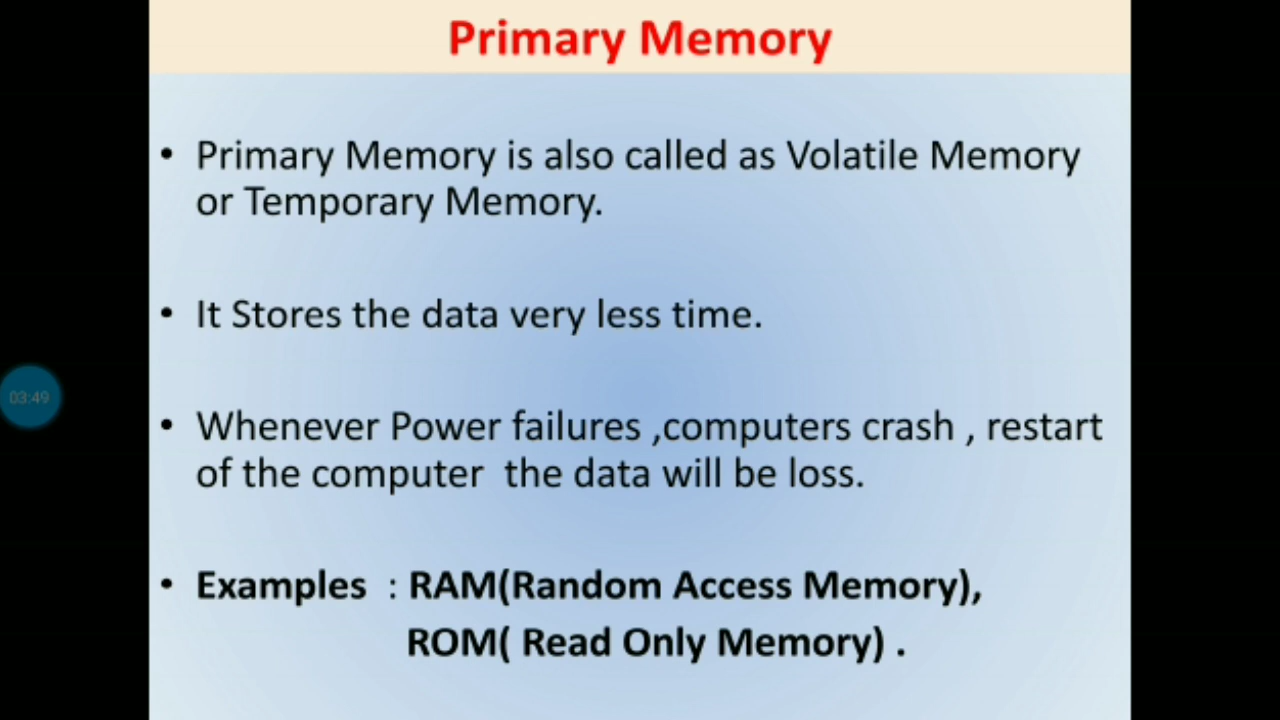 Primary Memory
• Primary Memory is also called as Volatile Memory
or Temporary Memory.
• It Stores the data very less time.
03:49
• Whenever Power failures ,computers crash , restart
of the computer  the data will be loss.
• Examples  : RAM(Random Access Memory),
ROM( Read Only Memory) .